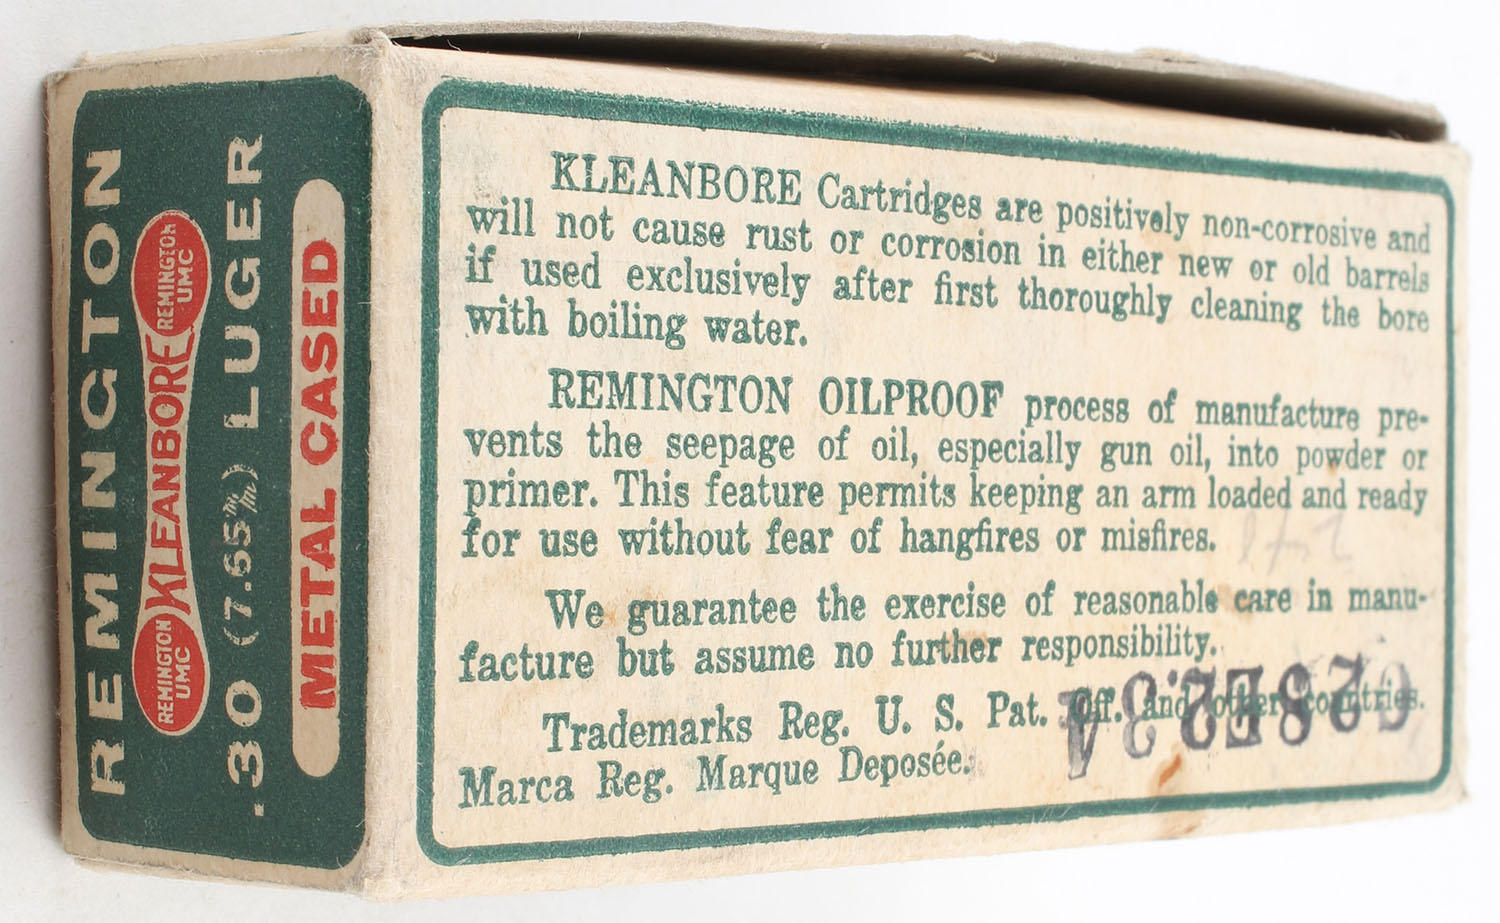 REMINGTON
REMINGTON
UMC
KLEANBORE
REMINGTON
UMC
.30 (7.65 m/m) LUGER
METAL CASED
KLEANBORE Cartridges are positively non-corrosive and
will not cause rust or corrosion in either new or old barrels
if used exclusively after first thoroughly cleaning the bore
with boiling water.
REMINGTON OILPROOF process of manufacture pre-
vents the seepage of oil, especially gun oil, into powder or
primer. This feature permits keeping an arm loaded and ready
for use without fear of hangfires or misfires.
We guarantee the exercise of reasonable care in manu-
facture but assume no further responsibility.
Trademarks Reg. U. S. Pat. Off. and other countries.
Marca Reg. Marque Deposée.